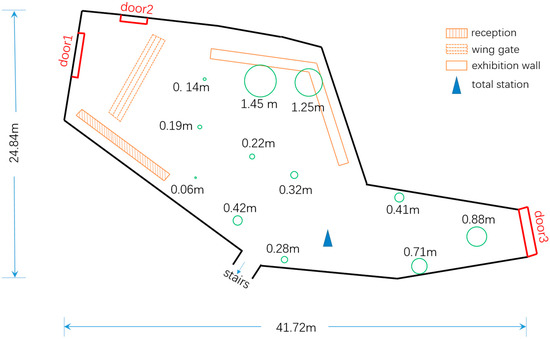 door2
door1
reception
wing gate
exhibition wall
total station
0. 14m
1.45 m
1.25m
0.19m
0.22m
0.06m
0.32m
0.42m
0.41m
0.88m
door3
0.28m
0.71m
stairs
24.84m
41.72m